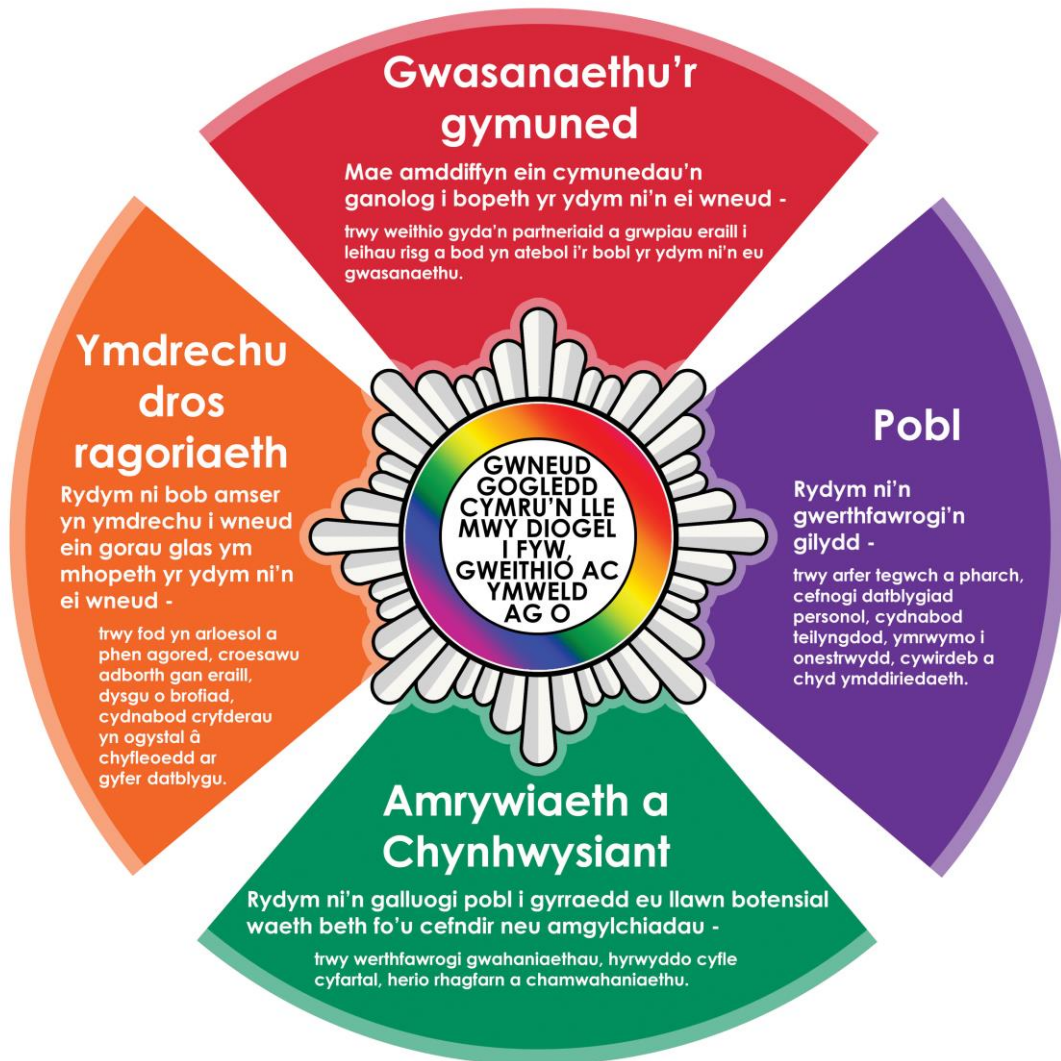 Gwasanaethu'r
gymuned
Mae amddiffyn ein cymunedau'n
ganolog i bopeth yr ydym ni'n ei wneud -
trwy weithio gyda'n partneriaid a grwpiau eraill i
leihau risg a bod yn atebol i'r bobl yr ydym ni'n eu
gwasanaethu.
Ymdrechu
dros
ragoriaeth
Rydym ni bob amser
yn ymdrechu i wneud
ein gorau glas ym
mhopeth yr ydym ni'n
ei wneud -
trwy fod yn arloesol a
phen agored, croesawu
adborth gan eraill,
dysgu o brofiad,
cydnabod cryfderau
yn ogystal â
chyfleoedd ar
gyfer datblygu.
GWNEUD
GOGLEDD
CYMRU'N LLE
MWY DIOGEL
I FYW,
GWEITHIO AC
YMWELD
AG O
Pobl
Rydym ni'n
gwerthfawrogi'n
gilydd -
trwy arfer tegwch a pharch,
cefnogi datblygiad
personol, cydnabod
teilyngdod, ymrwymo i
onestrwydd, cywirdeb a
chyd ymddiriedaeth.
Amrywiaeth a
Chynhwysiant
Rydym ni'n galluogi pobl i gyrraedd eu llawn botensial
waeth beth fo'u cefndir neu amgylchiadau -
trwy werthfawrogi gwahaniaethau, hyrwyddo cyfle
cyfartal, herio rhagfarn a chamwahaniaethu.